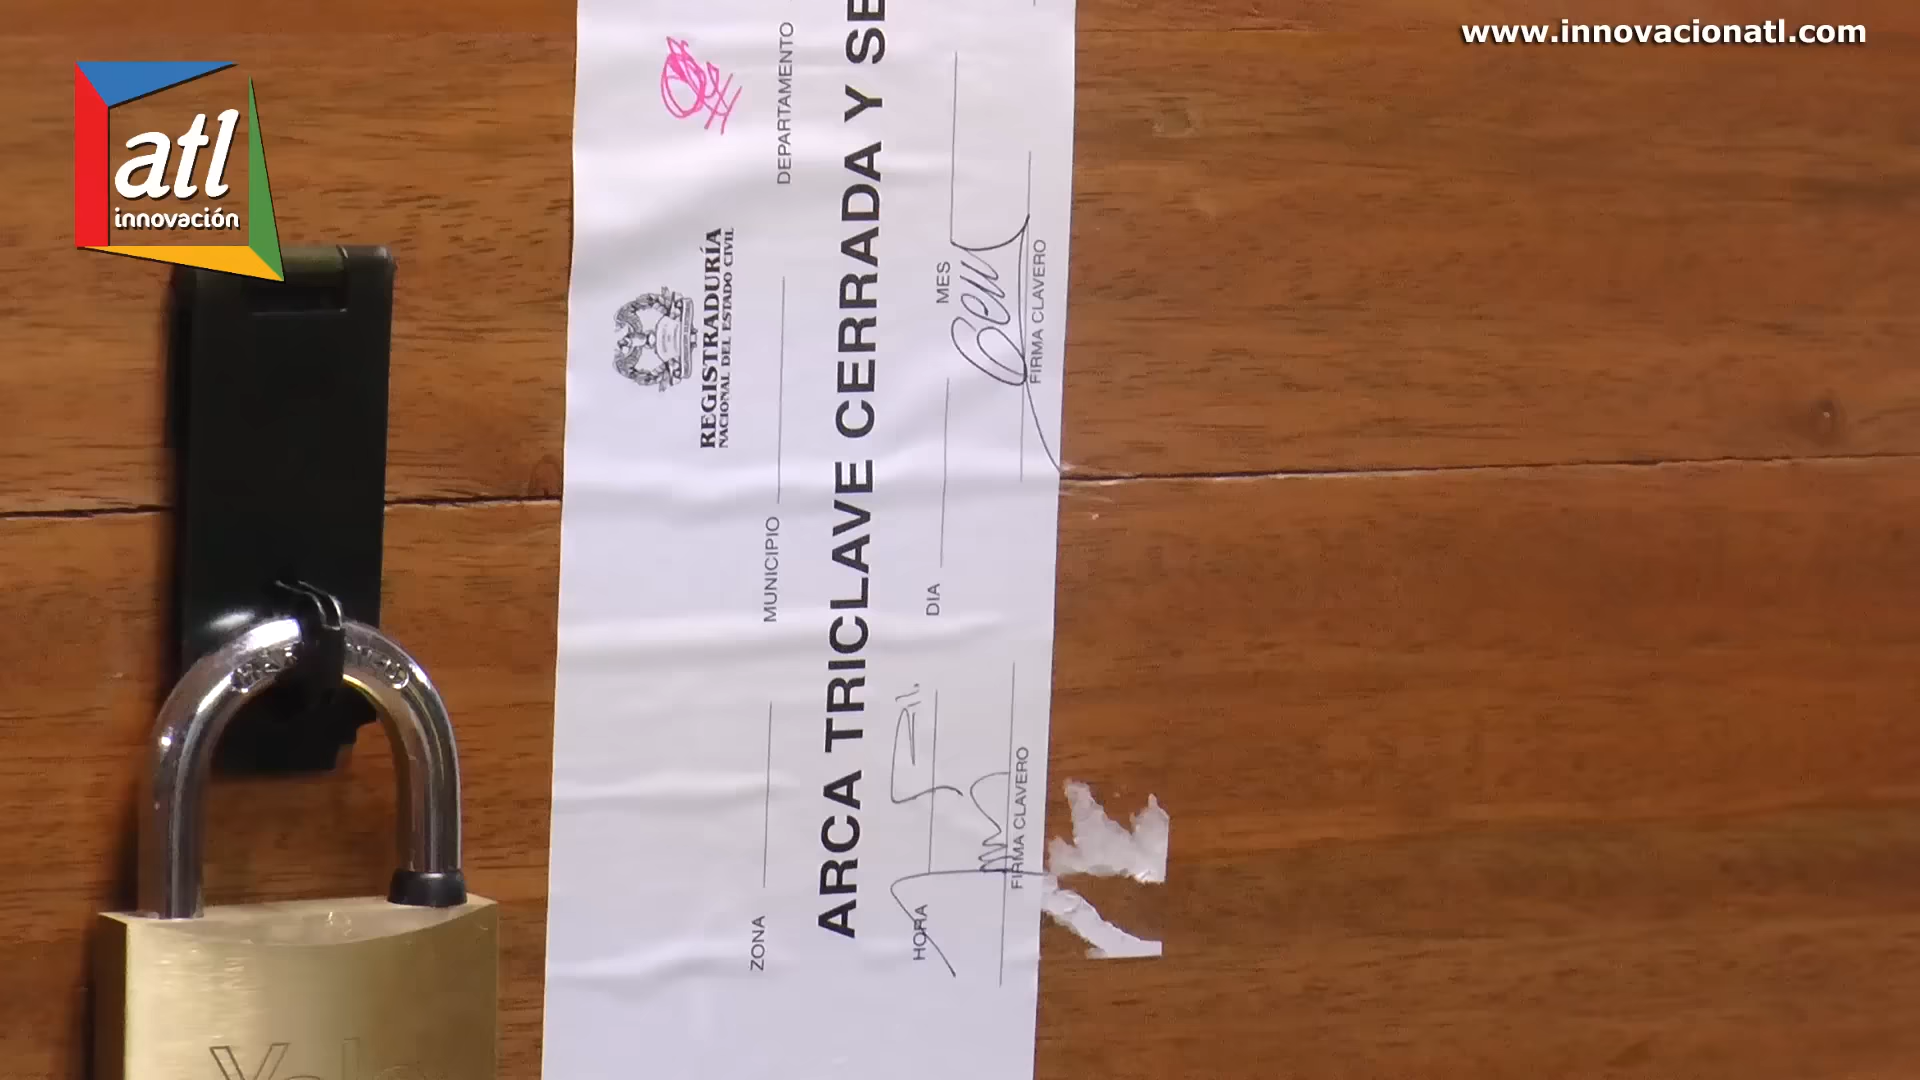 www.innovacionatl.com
atl
innovación
REGISTRADURÍA
NACIONAL DEL ESTADO CIVIL
ZONA MUNICIPIO DEPARTAMENTO
ARCA TRICLAVE CERRADA Y SE
HORA DIA MES
FIRMA CLAVERO FIRMA CLAVERO
Yale